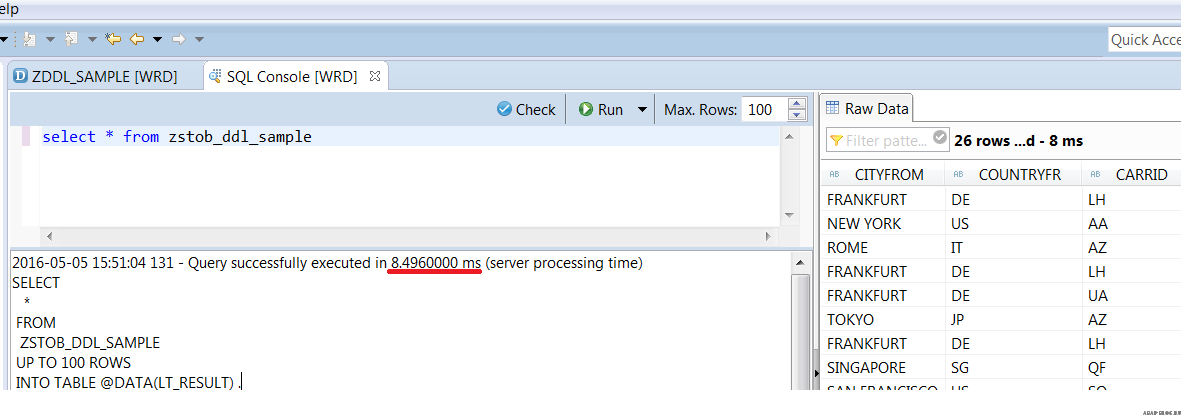 elp
Quick Acce
ZDDL_SAMPLE [WRD]
SQL Console [WRD]
Check
Run
Max. Rows:
100
select * from zstob_ddl_sample
2016-05-05 15:51:04 131 - Query successfully executed in 8.4960000 ms (server processing time)
SELECT
*
FROM
ZSTOB_DDL_SAMPLE
UP TO 100 ROWS
INTO TABLE @DATA(LT_RESULT) .
Raw Data
Filter patte...
26 rows ...d - 8 ms
CITYFROM COUNTRYFR CARRID
FRANKFURT DE LH
NEW YORK US AA
ROME IT AZ
FRANKFURT DE LH
FRANKFURT DE UA
TOKYO JP AZ
FRANKFURT DE LH
SINGAPORE SG QF
SAN FRANCISCO US SQ